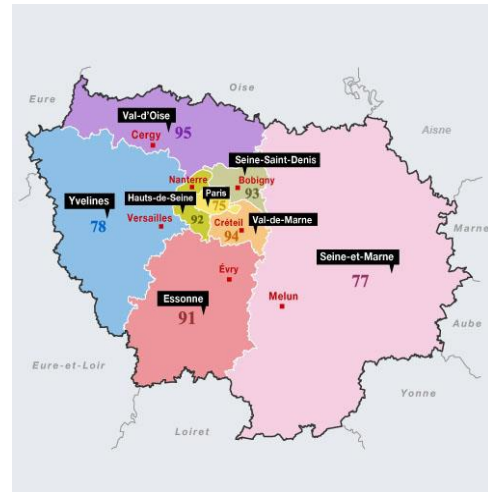 Eure
Oise
Aisne
Val-d'Oise
95
Cergy
Seine-Saint-Denis
Nanterre
Bobigny
93
Yvelines
78
Hauts-de-Seine
92
Paris
75
Versailles
Créteil
94
Val-de-Marne
Marne
Seine-et-Marne
77
Évry
Melun
Essonne
91
Aube
Eure-et-Loir
Yonne
Loiret